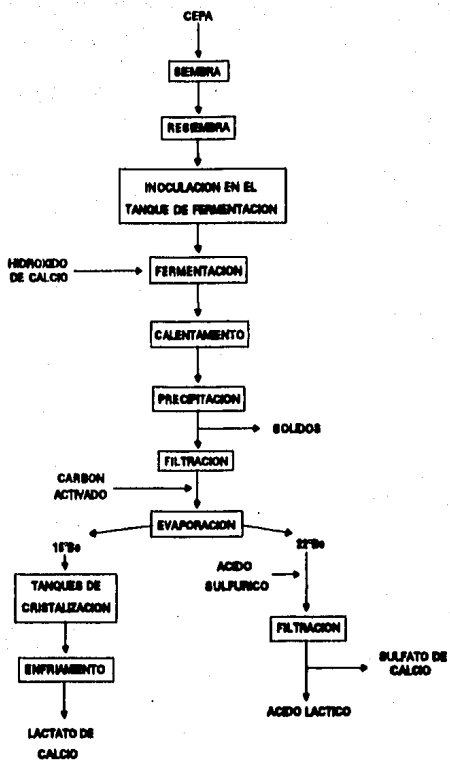 CEPA
SIEMBRA
RESIEMBRA
INOCULACION EN EL
TANQUE DE FERMENTACION
HIDROXIDO
DE CALCIO
FERMENTACION
CALENTAMIENTO
PRECIPITACION
SOLIDOS
FILTRACION
CARBON
ACTIVADO
EVAPORACION
15°Be
22°Be
TANQUES DE
CRISTALIZACION
ACIDO
SULFURICO
FILTRACION
ENFRIAMIENTO
SULFATO DE
CALCIO
ACIDO LACTICO
LACTATO DE
CALCIO